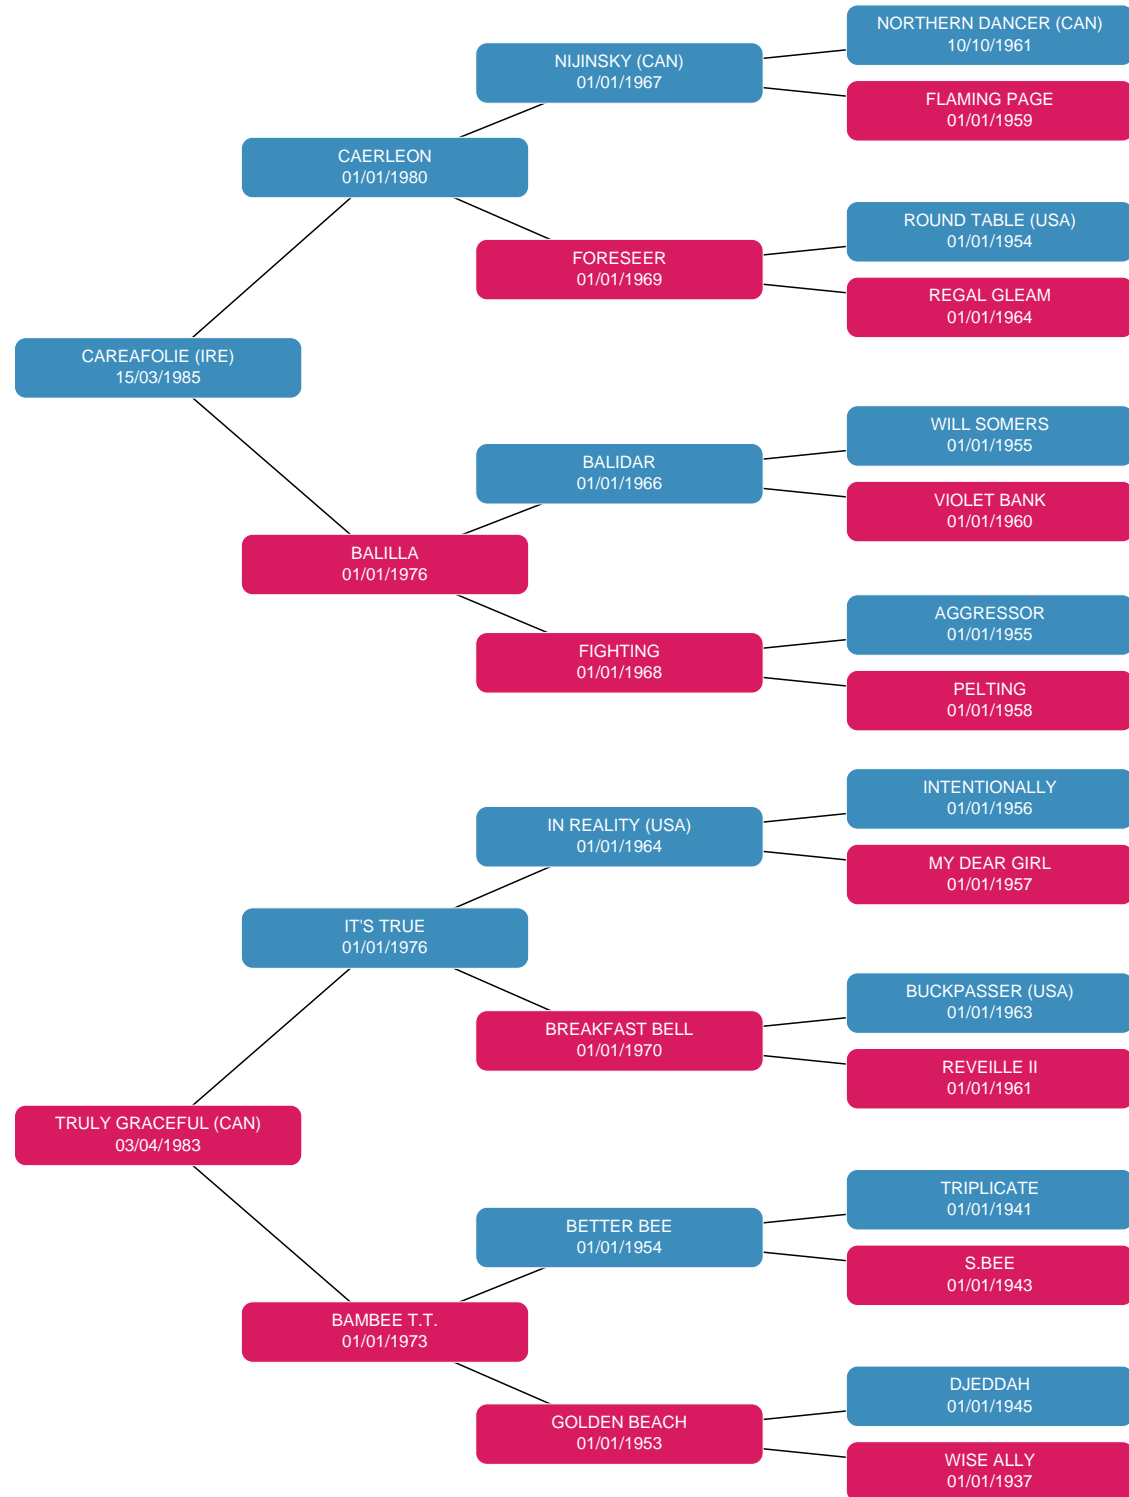 NORTHERN DANCER (CAN)
10/10/1961
NIJINSKY (CAN)
01/01/1967
FLAMING PAGE
01/01/1959
CAERLEON
01/01/1980
ROUND TABLE (USA)
01/01/1954
FORESEER
01/01/1969
REGAL GLEAM
01/01/1964
CAREAFOLIE (IRE)
15/03/1985
WILL SOMERS
01/01/1955
BALIDAR
01/01/1966
VIOLET BANK
01/01/1960
BALILLA
01/01/1976
AGGRESSOR
01/01/1955
FIGHTING
01/01/1968
PELTING
01/01/1958
INTENTIONALLY
01/01/1956
IN REALITY (USA)
01/01/1964
MY DEAR GIRL
01/01/1957
IT'S TRUE
01/01/1976
BUCKPASSER (USA)
01/01/1963
BREAKFAST BELL
01/01/1970
REVEILLE II
01/01/1961
TRULY GRACEFUL (CAN)
03/04/1983
TRIPLICATE
01/01/1941
BETTER BEE
01/01/1954
S.BEE
01/01/1943
BAMBEE T.T.
01/01/1973
DJEDDAH
01/01/1945
GOLDEN BEACH
01/01/1953
WISE ALLY
01/01/1937